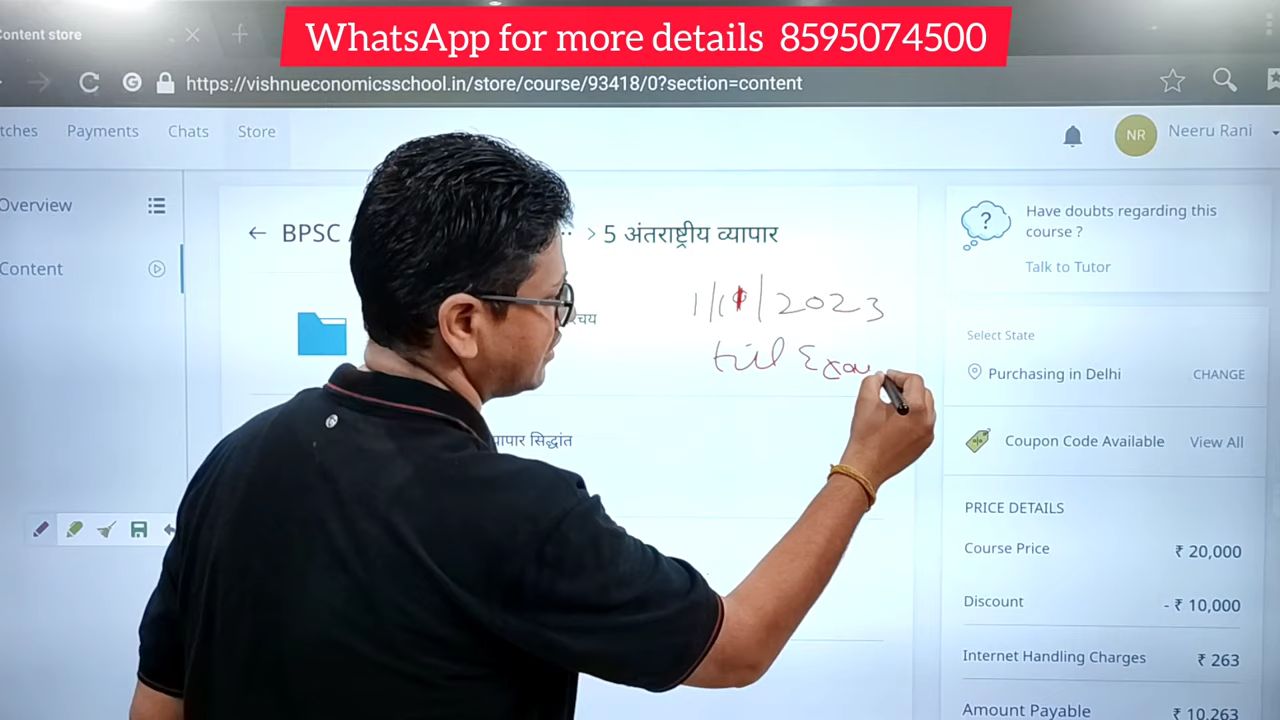 WhatsApp for more details 8595074500
Content store
https://vishnueconomicsschool.in/store/course/93418/0?section=content
tches Payments Chats Store
NR Neeru Rani
Overview
Content
BPSC
> 5 अंतराष्ट्रीय व्यापार
चय
1/11/2023
till Exam
व्यापार सिद्धांत
Have doubts regarding this
course ?
Talk to Tutor
Select State
Purchasing in Delhi CHANGE
Coupon Code Available View All
PRICE DETAILS
Course Price ₹ 20,000
Discount - ₹ 10,000
Internet Handling Charges ₹ 263
Amount Payable ₹ 10,263